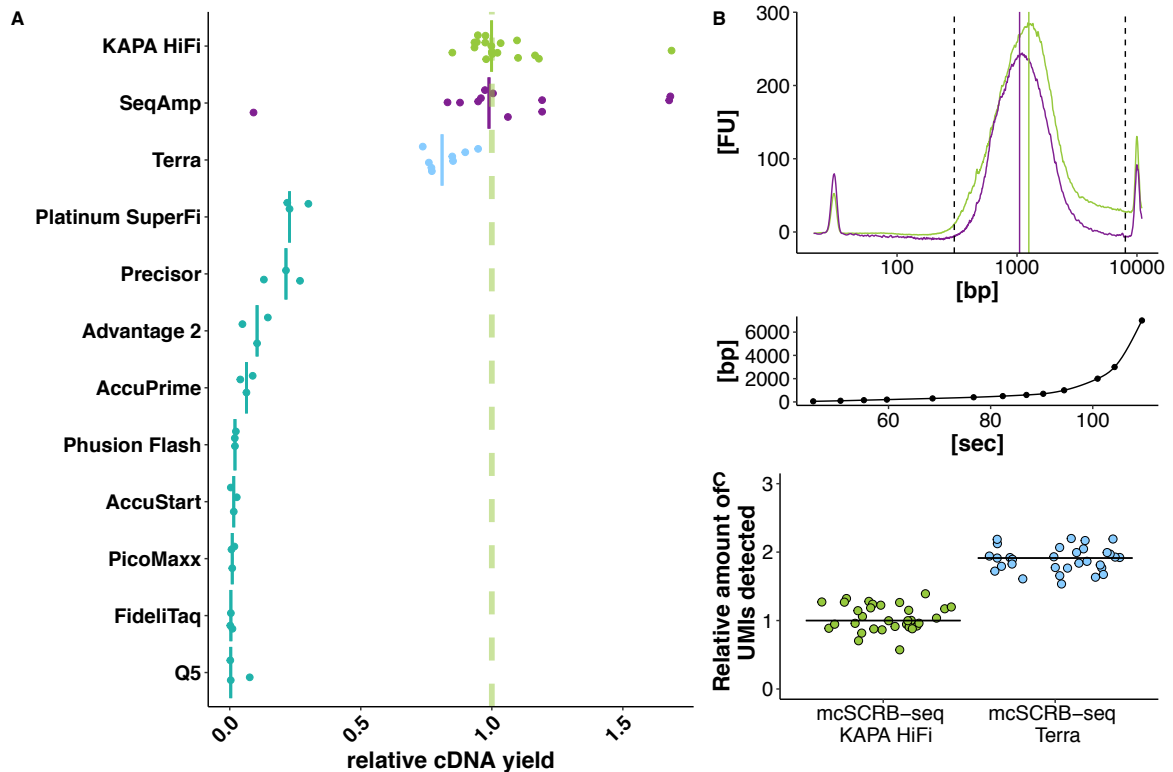 A
KAPA HiFi
SeqAmp
Terra
Platinum SuperFi
Precisor
Advantage 2
AccuPrime
Phusion Flash
AccuStart
PicoMaxx
FideliTaq
Q5
0.0
0.5
1.0
1.5
relative cDNA yield
B
300
200
100
0
[FU]
100
1000
10000
[bp]
6000
4000
2000
0
[bp]
60
80
100
[sec]
C
3
2
1
0
Relative amount of
UMIs detected
mcSCRB−seq
KAPA HiFi
mcSCRB−seq
Terra